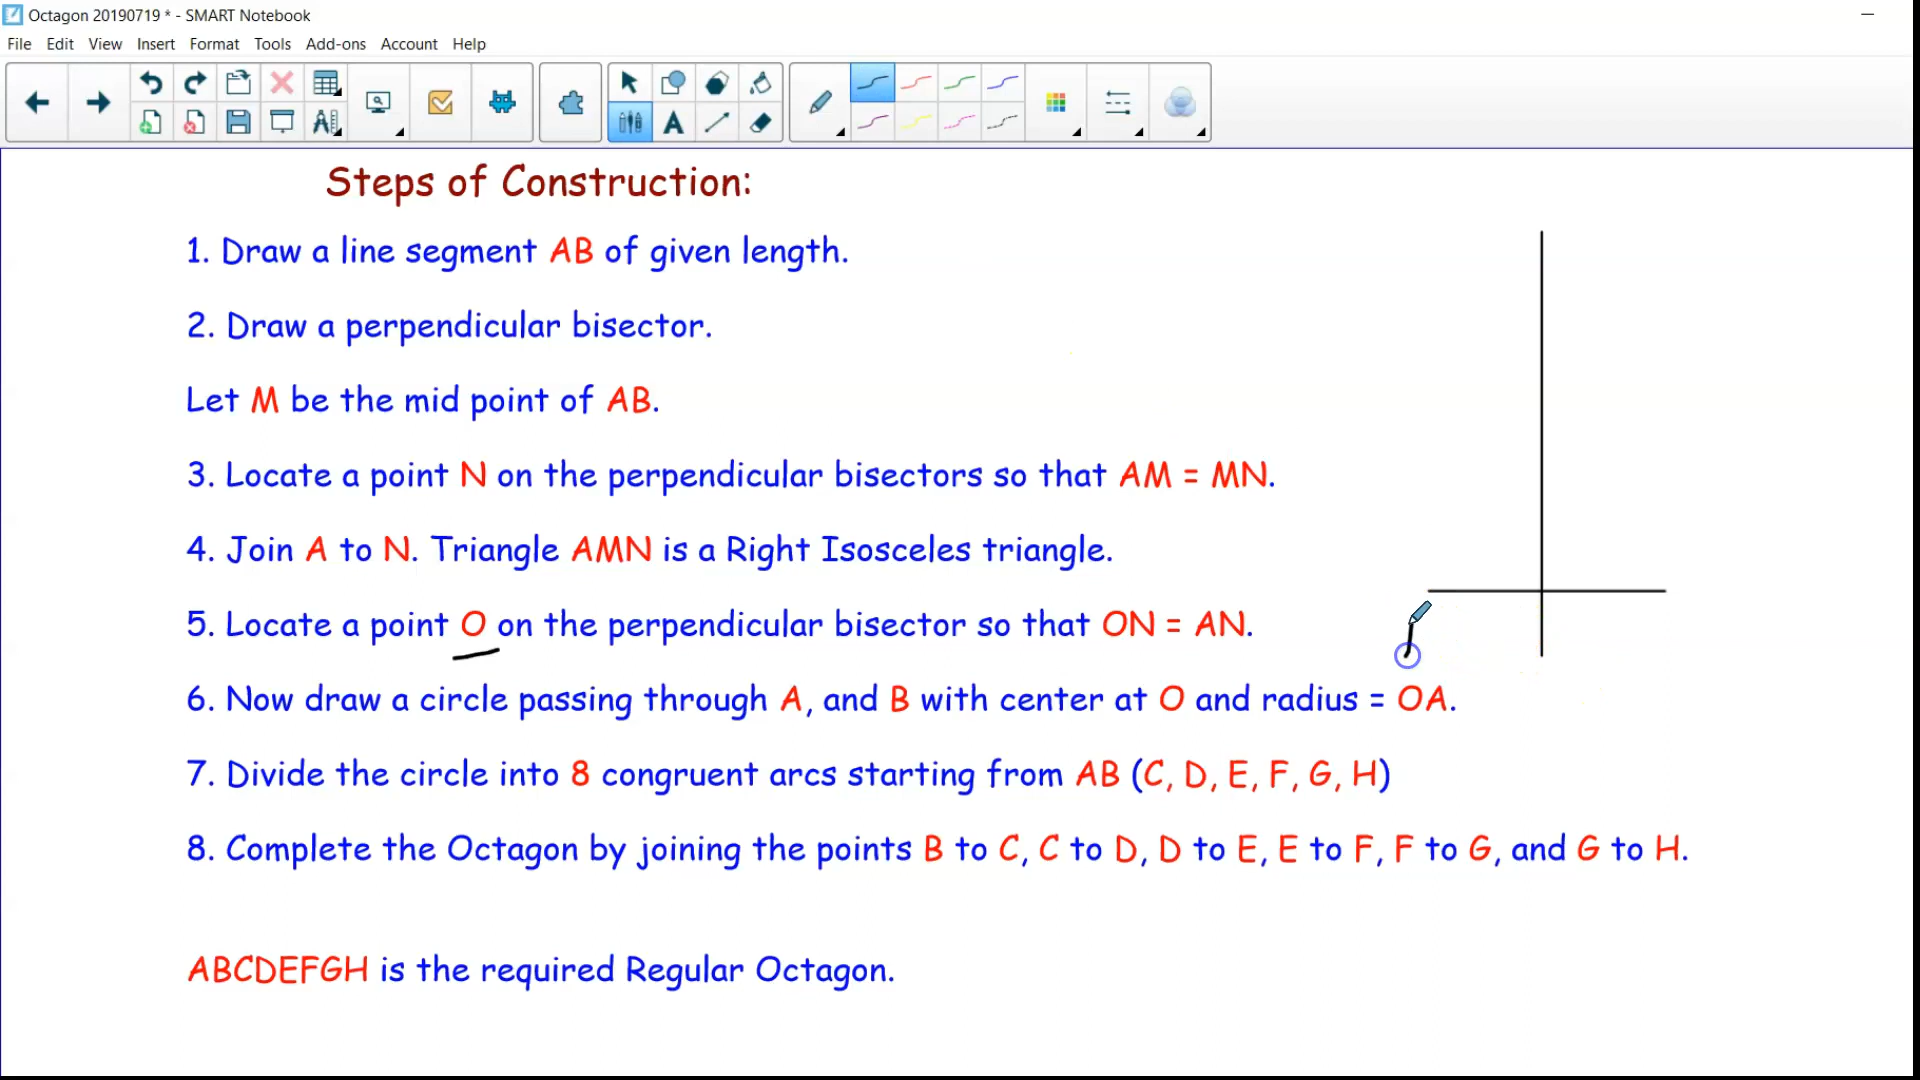 Octagon 20190719 * - SMART Notebook
File Edit View Insert Format Tools Add-ons Account Help
Steps of Construction:
1. Draw a line segment AB of given length.
2. Draw a perpendicular bisector.
Let M be the mid point of AB.
3. Locate a point N on the perpendicular bisectors so that AM = MN.
4. Join A to N. Triangle AMN is a Right Isosceles triangle.
5. Locate a point O on the perpendicular bisector so that ON = AN.
6. Now draw a circle passing through A, and B with center at O and radius = OA.
7. Divide the circle into 8 congruent arcs starting from AB (C, D, E, F, G, H)
8. Complete the Octagon by joining the points B to C, C to D, D to E, E to F, F to G, and G to H.
ABCDEFGH is the required Regular Octagon.